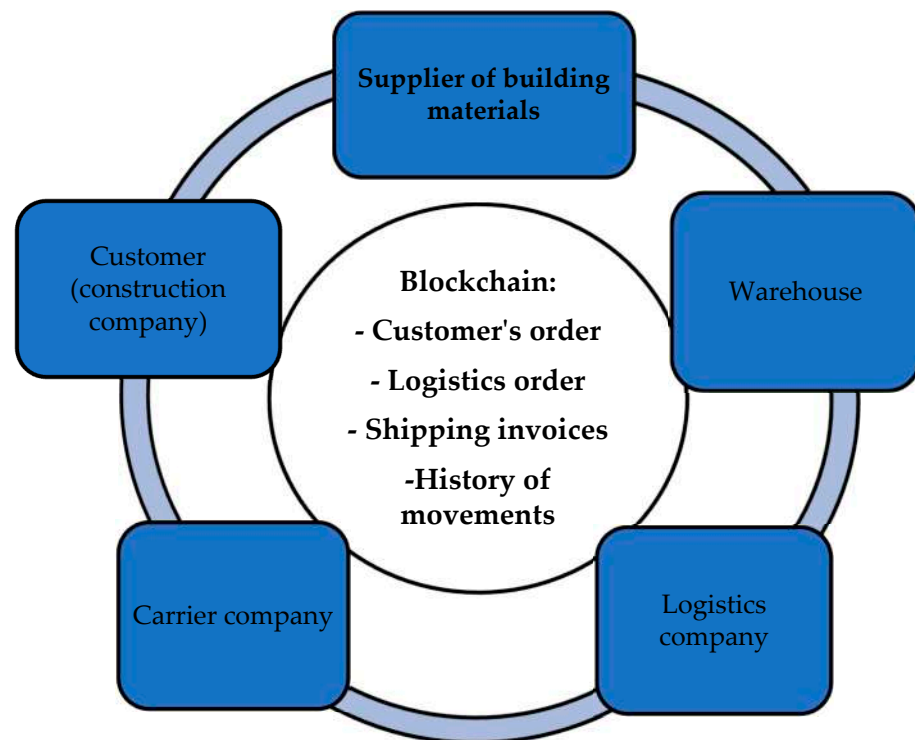 Supplier of building
materials
Customer
(construction
company)
Warehouse
Blockchain:
- Customer's order
- Logistics order
- Shipping invoices
-History of
movements
Carrier company
Logistics
company